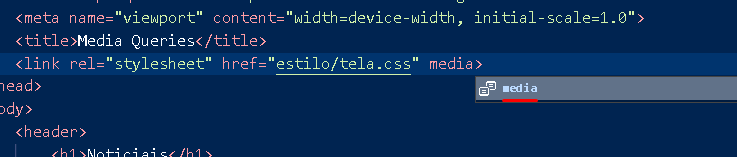 <meta name="viewport" content="width=device-width, initial-scale=1.0">
<title>Media Queries</title>
<link rel="stylesheet" href="estilo/tela.css" media>
media
head>
ody>
<header>
<h1>Noticiais</h1>